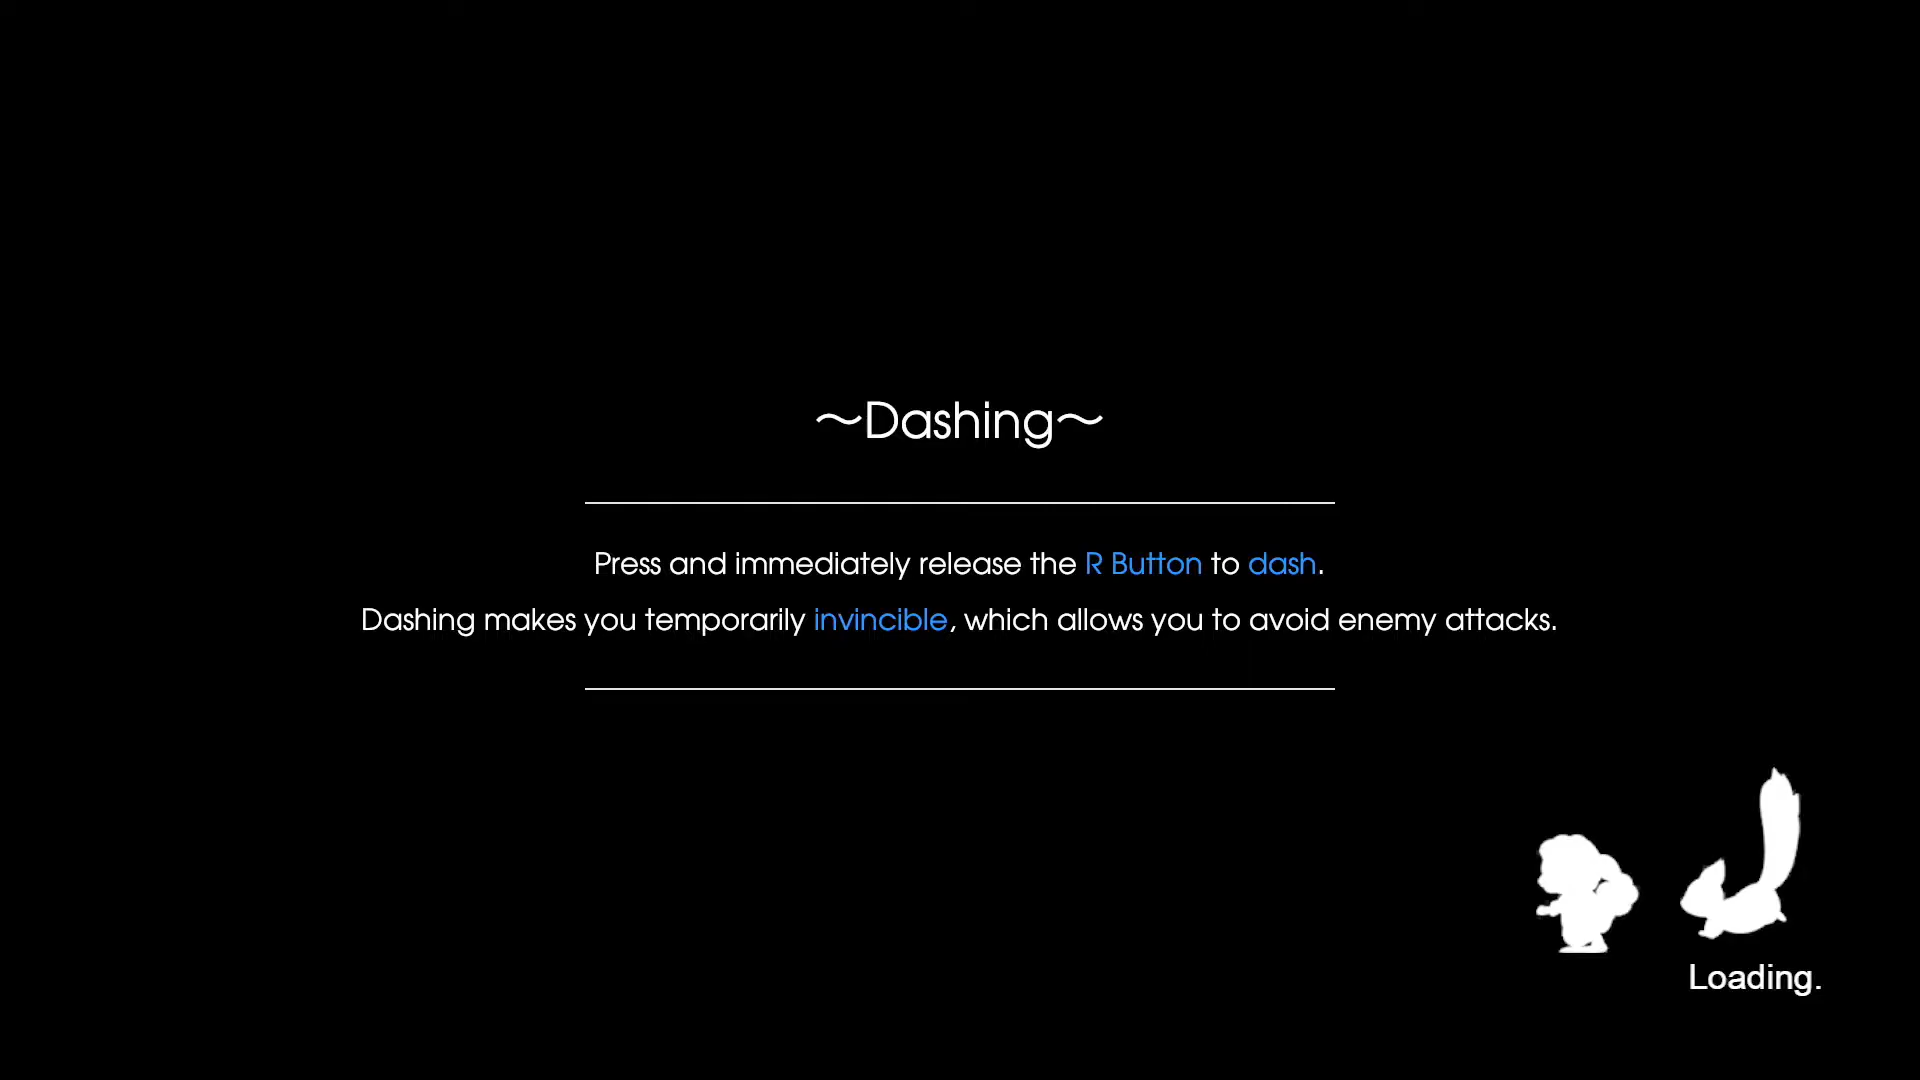 ～Dashing～
Press and immediately release the R Button to dash.
Dashing makes you temporarily invincible, which allows you to avoid enemy attacks.
Loading.